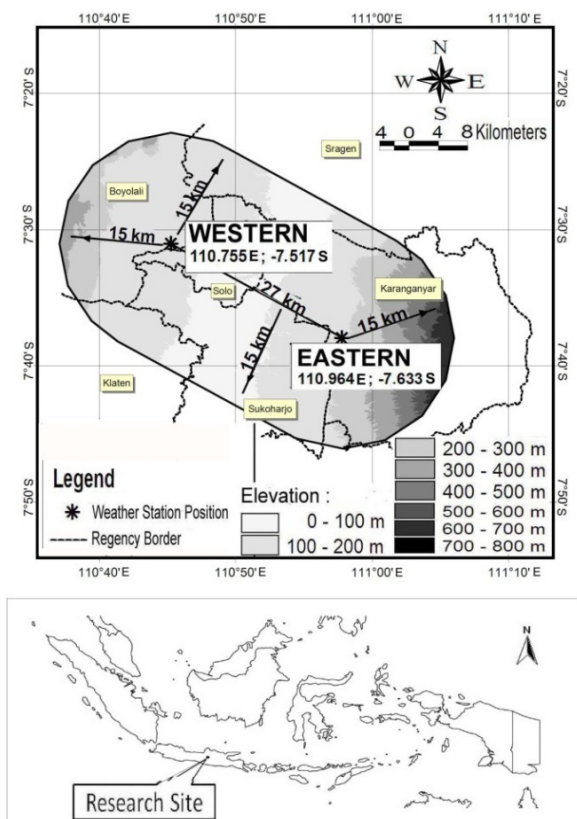 110°40' E 110°50' E 111°00' E 111°10' E
7°20' S 7°20' S
N
W E
S
4 0 4 8 Kilometers
Sragen
Boyolali
15 km
7°30' S 7°30' S
15 km
WESTERN
110.755E; -7.517S
Solo
27 km
Karanganyar
15 km
15 km
EASTERN
110.964E; -7.633S
7°40' S 7°40' S
Klaten
Sukoharjo
Legend
Weather Station Position
Regency Border
Elevation :
0 - 100 m
100 - 200 m
200 - 300 m
300 - 400 m
400 - 500 m
500 - 600 m
600 - 700 m
700 - 800 m
7°50' S 7°50' S
110°40' E 110°50' E 111°00' E 111°10' E
N
Research Site